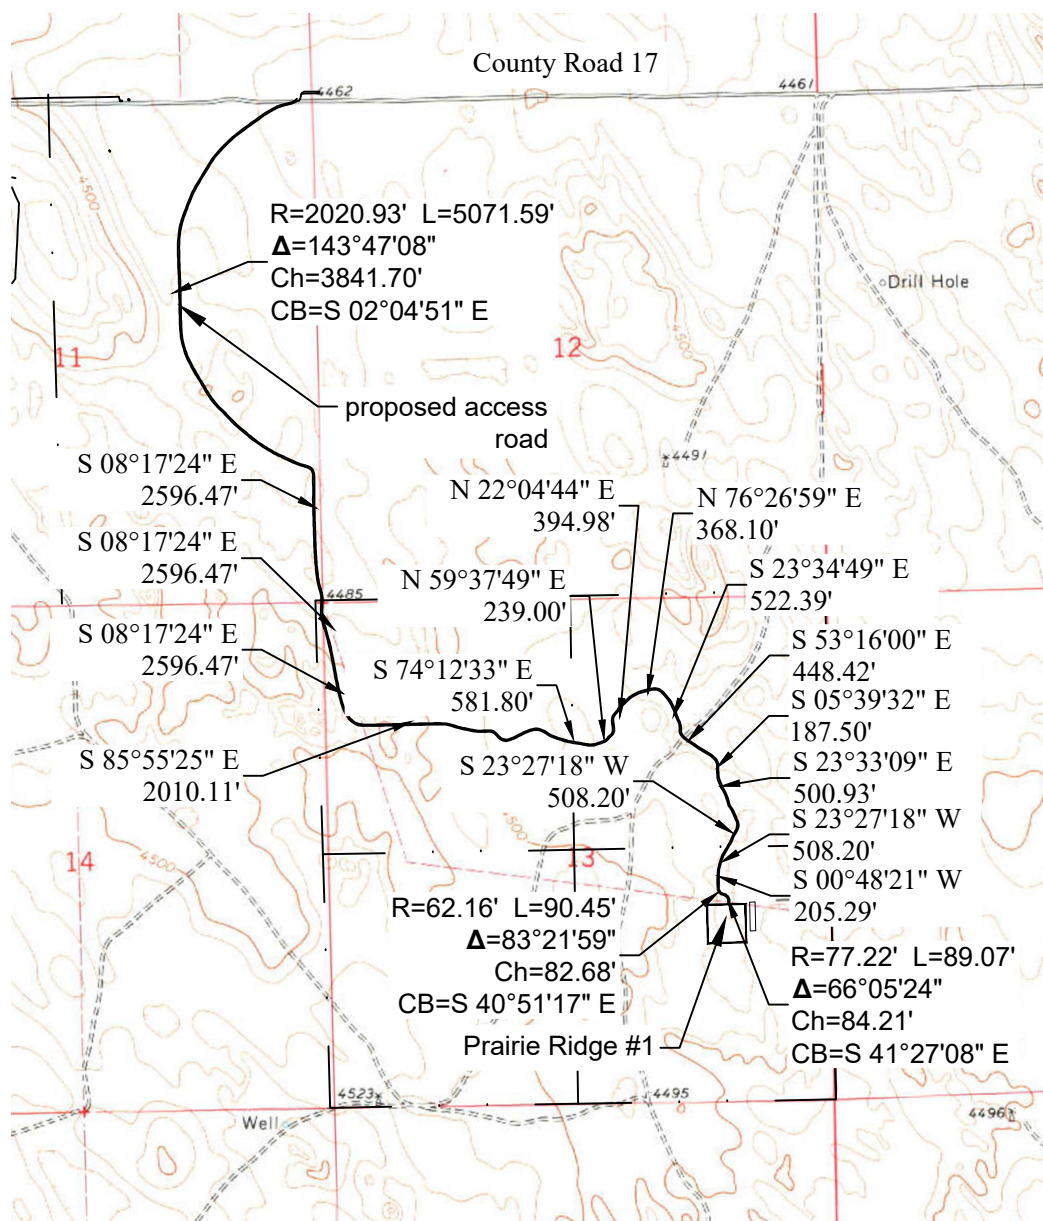 County Road 17
4462
4461
4500
R=2020.93' L=5071.59'
Δ=143°47'08"
Ch=3841.70'
CB=S 02°04'51" E
Drill Hole
4500
11
12
proposed access
road
4491
S 08°17'24" E
2596.47'
N 22°04'44" E
394.98'
N 76°26'59" E
368.10'
S 08°17'24" E
2596.47'
N 59°37'49" E
239.00'
S 23°34'49" E
522.39'
4485
S 08°17'24" E
2596.47'
S 53°16'00" E
448.42'
S 74°12'33" E
581.80'
S 05°39'32" E
187.50'
S 85°55'25" E
2010.11'
S 23°27'18" W
508.20'
S 23°33'09" E
500.93'
S 23°27'18" W
508.20'
4500
14
4500
13
S 00°48'21" W
205.29'
R=62.16' L=90.45'
Δ=83°21'59"
Ch=82.68'
CB=S 40°51'17" E
R=77.22' L=89.07'
Δ=66°05'24"
Ch=84.21'
CB=S 41°27'08" E
Prairie Ridge #1
4523
4495
Well
4496